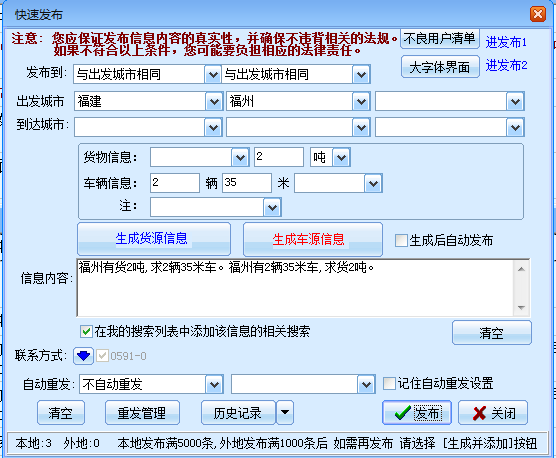 快速发布
注意: 您应保证发布信息内容的真实性，并确保不违背相关的法规。
如果不符合以上条件，您可能要负担相应的法律责任。
不良用户清单 进发布1
大字体界面 进发布2
发布到: 与出发城市相同 与出发城市相同
出发城市 福建 福州
到达城市:
货物信息: 2 吨
车辆信息: 2 辆 35 米
注:
生成货源信息 生成车源信息 生成后自动发布
信息内容: 福州有货2吨,求2辆35米车。福州有2辆35米车,求货2吨。
在我的搜索列表中添加该信息的相关搜索 清空
联系方式: 0591-0
自动重发: 不自动重发 记住自动重发设置
清空 重发管理 历史记录 发布 关闭
本地:3 外地:0 本地发布满5000条,外地发布满1000条后 如需再发布 请选择 [生成并添加]按钮